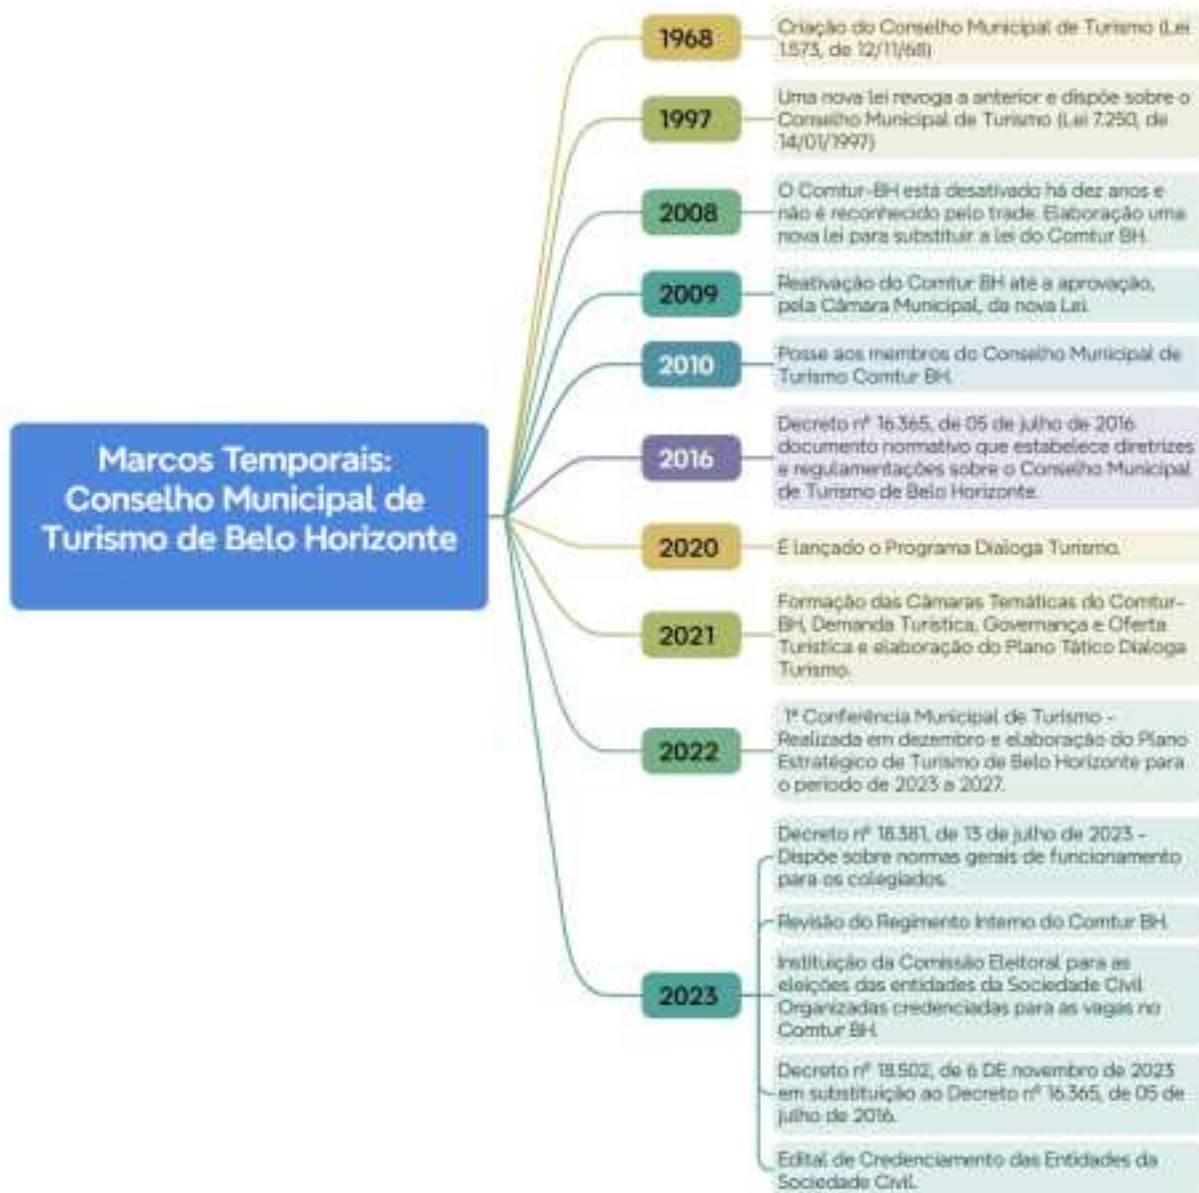 Marcos Temporais:
Conselho Municipal de
Turismo de Belo Horizonte
1968
Criação do Conselho Municipal de Turismo (Lei
1.573, de 12/11/68)
1997
Uma nova lei revoga a anterior e dispõe sobre o
Conselho Municipal de Turismo (Lei 7.250, de
14/01/1997)
2008
O Comtur-BH está desativado há dez anos e
não é reconhecido pelo trade. Elaboração uma
nova lei para substituir a lei do Comtur BH.
2009
Reativação do Comtur BH até a aprovação,
pela Câmara Municipal, da nova Lei.
2010
Posse aos membros do Conselho Municipal de
Turismo Comtur BH.
2016
Decreto nº 16.365, de 05 de julho de 2016
documento normativo que estabelece diretrizes
e regulamentações sobre o Conselho Municipal
de Turismo de Belo Horizonte.
2020
É lançado o Programa Dialoga Turismo.
2021
Formação das Câmaras Temáticas do Comtur-
BH, Demanda Turística, Governança e Oferta
Turística e elaboração do Plano Tático Dialoga
Turismo.
2022
1ª Conferência Municipal de Turismo -
Realizada em dezembro e elaboração do Plano
Estratégico de Turismo de Belo Horizonte para
o período de 2023 a 2027.
2023
Decreto nº 18.381, de 13 de julho de 2023 -
Dispõe sobre normas gerais de funcionamento
para os colegiados.
Revisão do Regimento Interno do Comtur BH.
Instituição da Comissão Eleitoral para as
eleições das entidades da Sociedade Civil
Organizadas credenciadas para as vagas no
Comtur BH.
Decreto nº 18.502, de 6 DE novembro de 2023
em substituição ao Decreto nº 16.365, de 05 de
julho de 2016.
Edital de Credenciamento das Entidades da
Sociedade Civil.